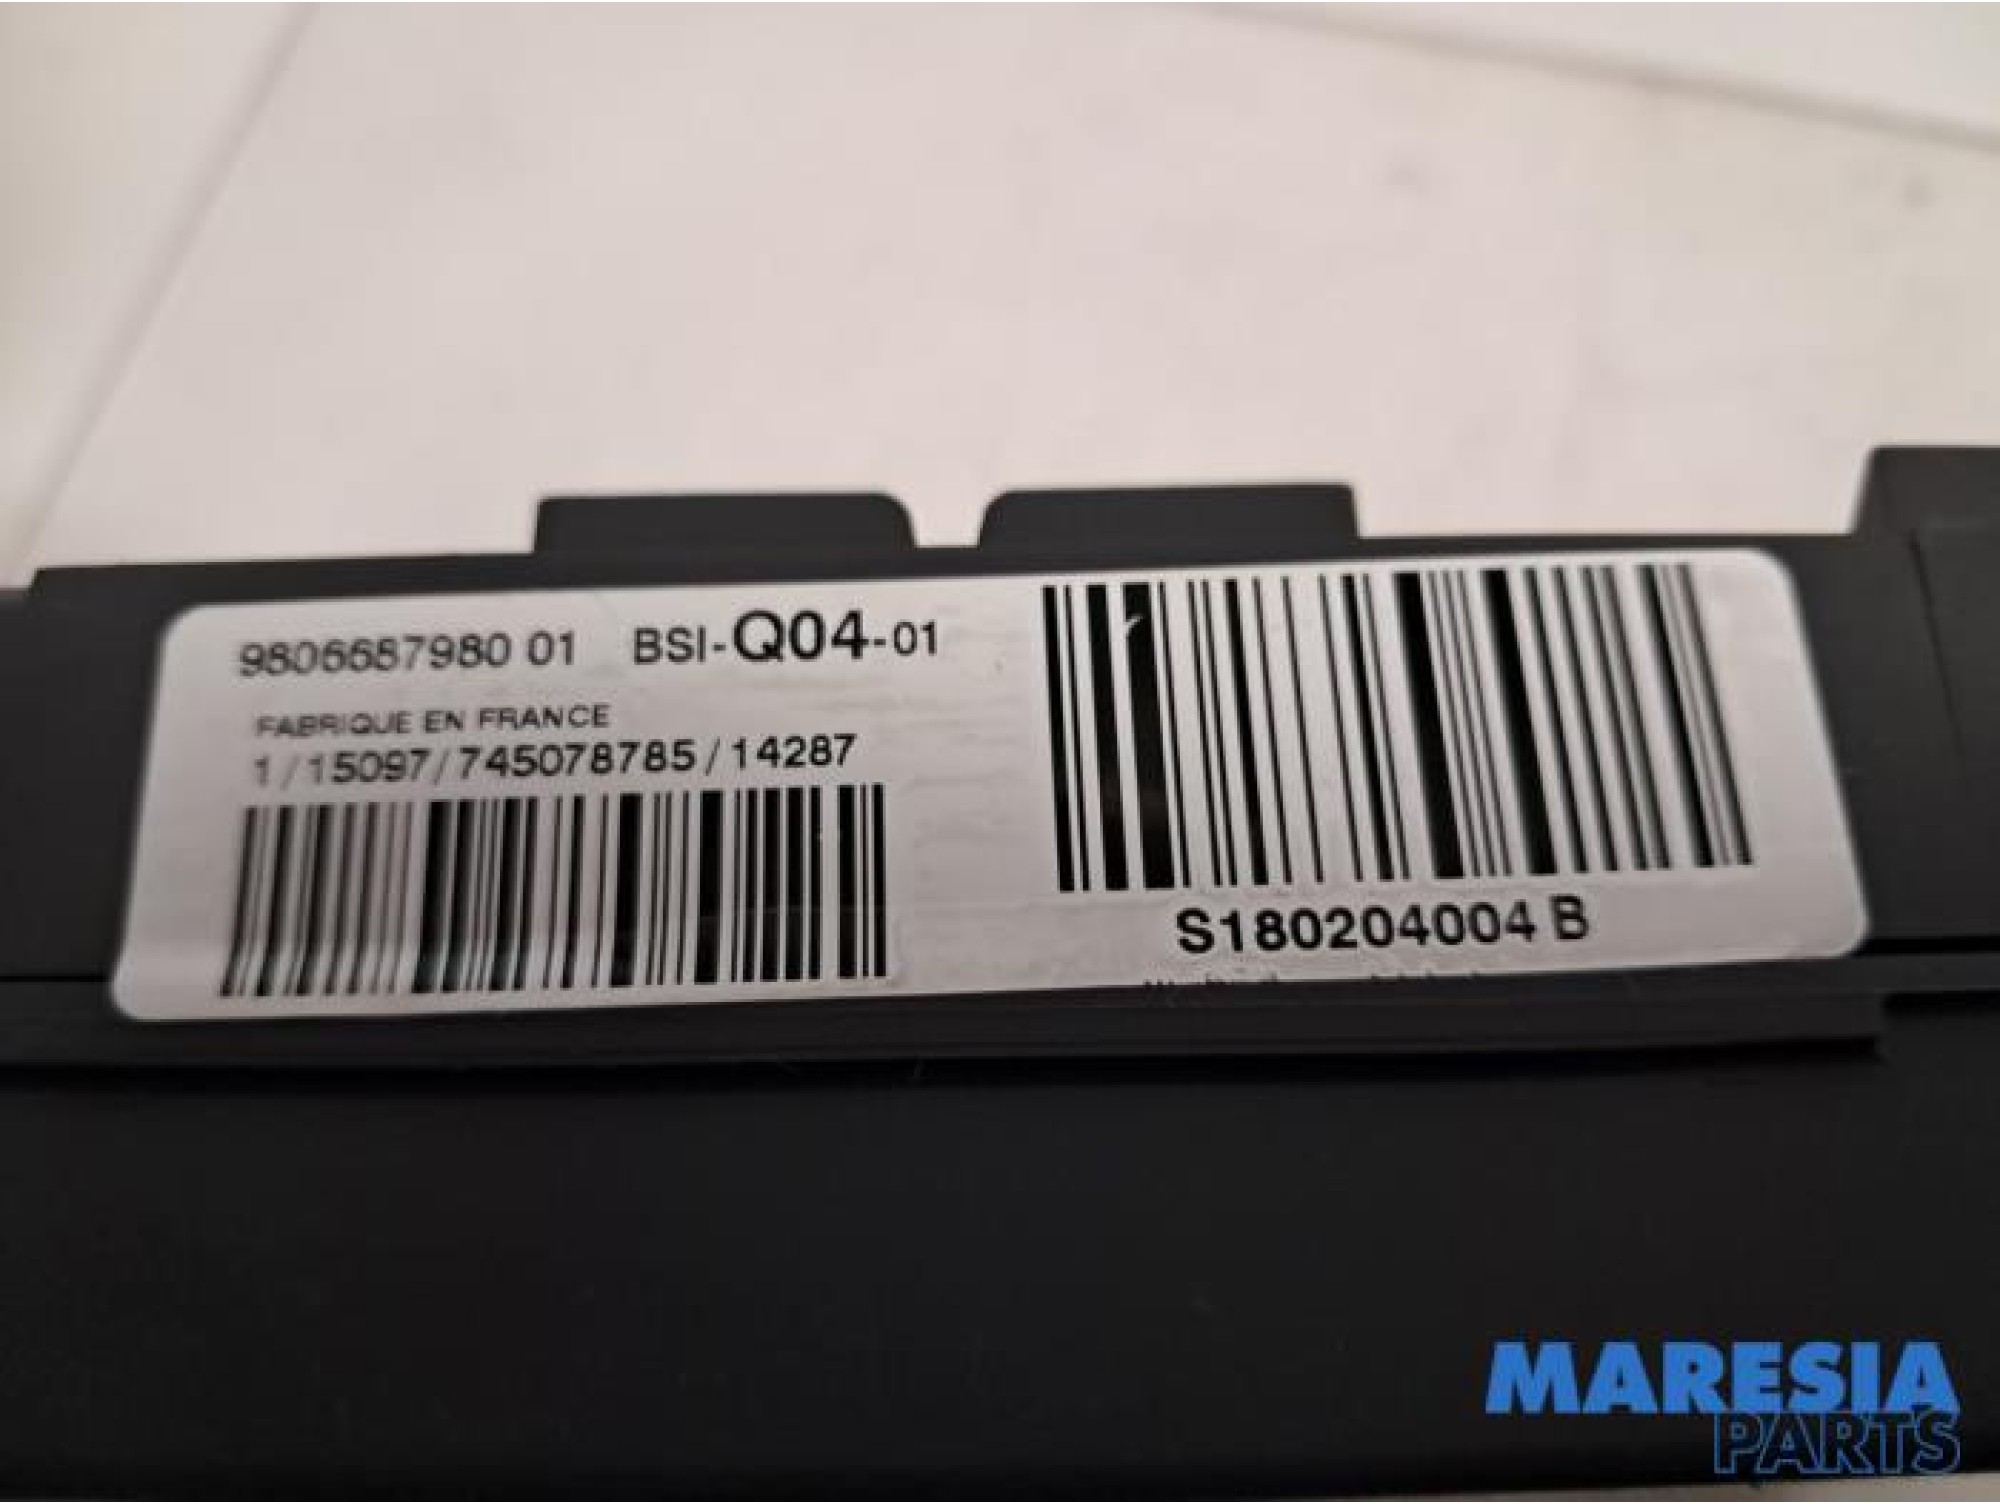 9806687980 01 BSI-Q04-01
FABRIQUE EN FRANCE
1/15097/745078785/14287
S180204004 B
MARESIA
PARTS